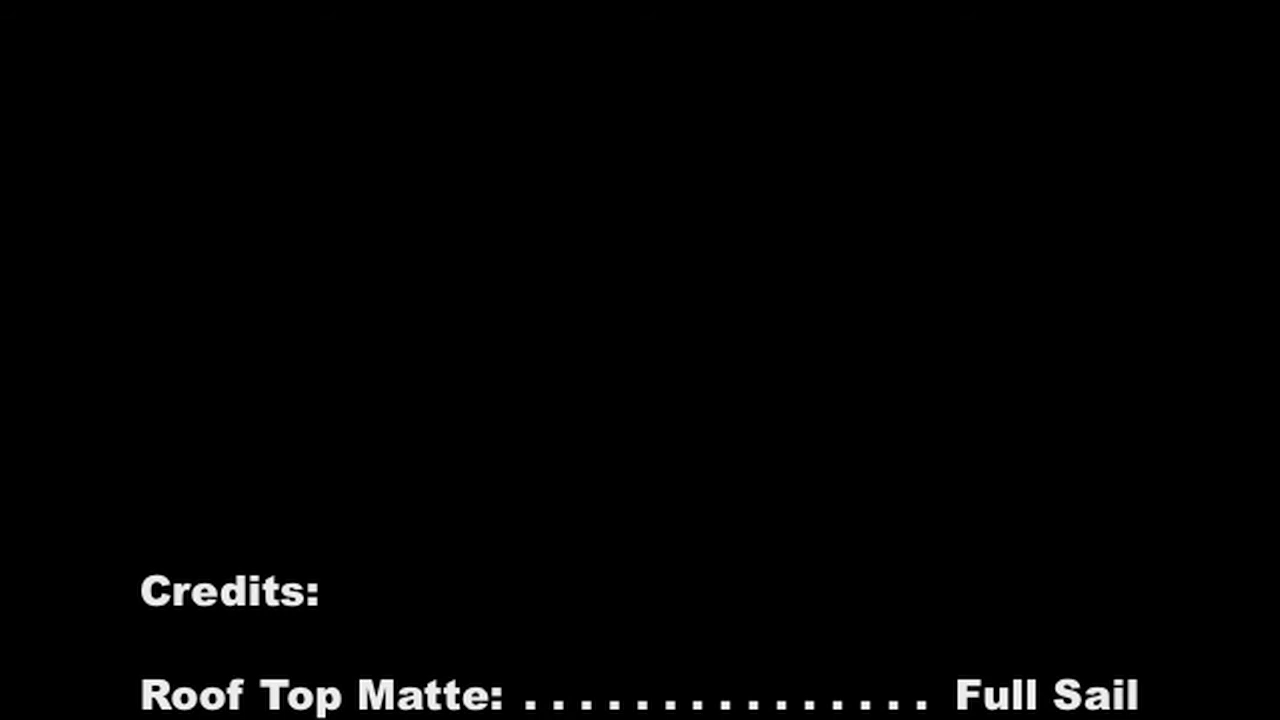 Credits:
Roof Top Matte: . . . . . . . . . . . . . . . Full Sail